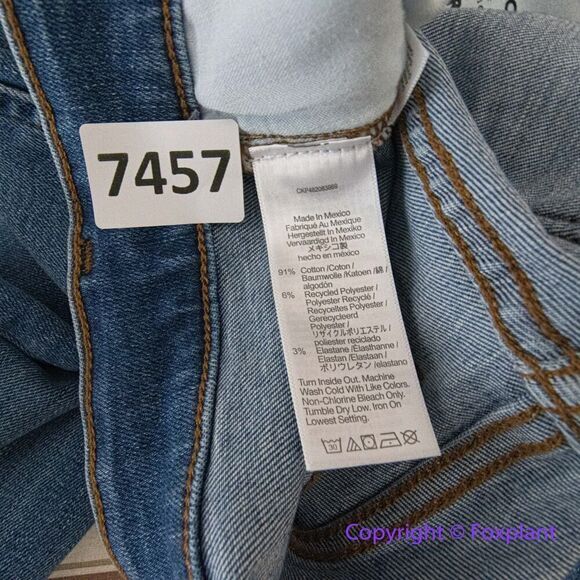 7457
CKP482083869
Made In Mexico
Fabriqué Au Mexique
Hergestellt In Mexiko
Vervaardigd In Mexico
メキシコ製
hecho en méxico
91% Cotton /Coton /
Baumwolle /Katoen /綿 /
algodón
6% Recycled Polyester /
Polyester Recyclé /
Recyceltes Polyester /
Gerecycleerd
Polyester /
リサイクルポリエステル /
poliester reciclado
3% Elastane /Élasthanne /
Elastan /Elastaan /
ポリウレタン /elastano
Turn Inside Out. Machine
Wash Cold With Like Colors.
Non-Chlorine Bleach Only.
Tumble Dry Low. Iron On
Lowest Setting.
30
Copyright © Foxplant